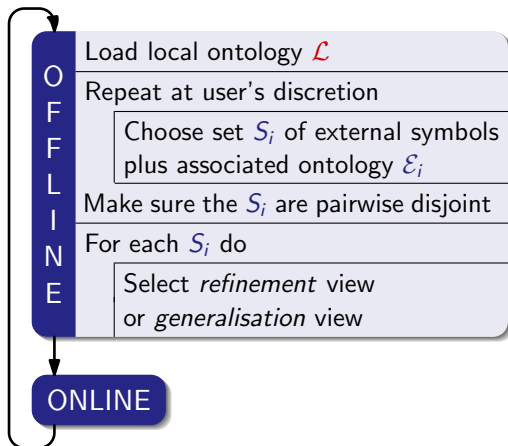 OFFLINE
Load local ontology ℒ
Repeat at user's discretion
Choose set Sᵢ of external symbols
plus associated ontology ℰᵢ
Make sure the Sᵢ are pairwise disjoint
For each Sᵢ do
Select refinement view
or generalisation view
ONLINE